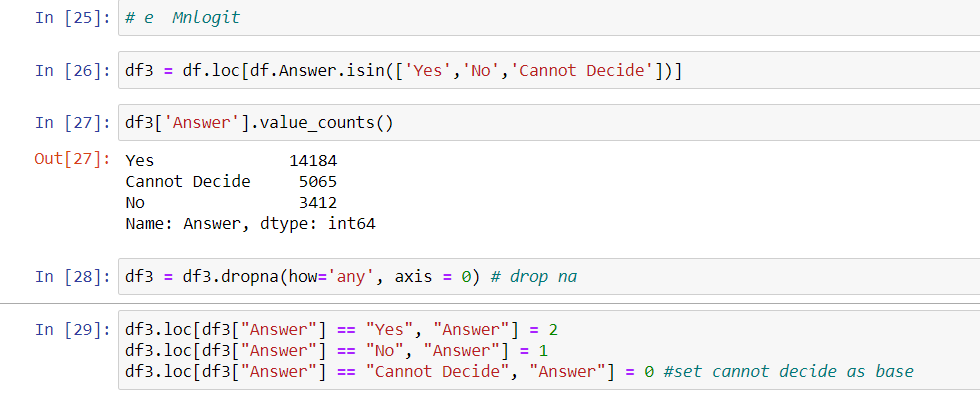 In [25]: # e  Mnlogit
In [26]: df3 = df.loc[df.Answer.isin(['Yes','No','Cannot Decide'])]
In [27]: df3['Answer'].value_counts()
Out[27]: Yes              14184
Cannot Decide     5065
No                3412
Name: Answer, dtype: int64
In [28]: df3 = df3.dropna(how='any', axis = 0) # drop na
In [29]: df3.loc[df3["Answer"] == "Yes", "Answer"] = 2
df3.loc[df3["Answer"] == "No", "Answer"] = 1
df3.loc[df3["Answer"] == "Cannot Decide", "Answer"] = 0 #set cannot decide as base